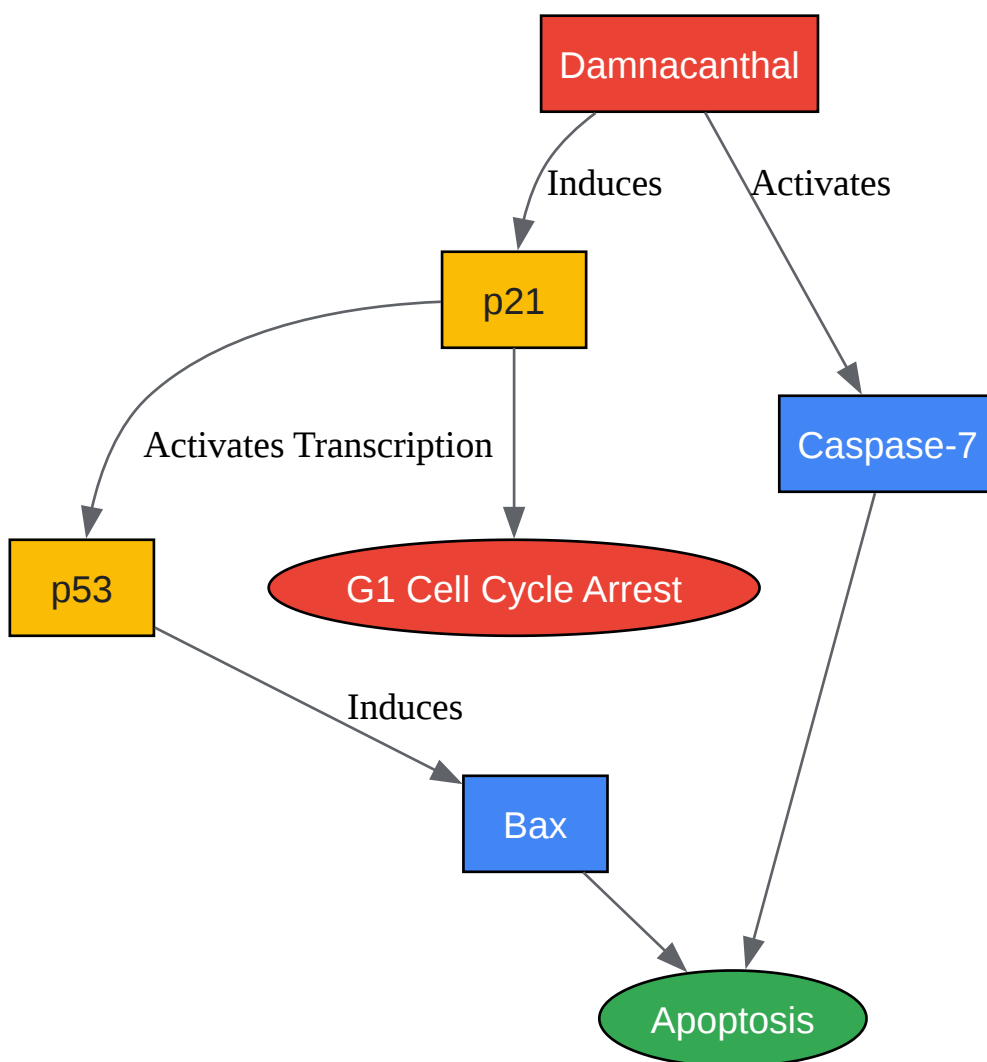 Damnacanthal
Induces
Activates
p21
Activates Transcription
Caspase-7
p53
G1 Cell Cycle Arrest
Induces
Bax
Apoptosis